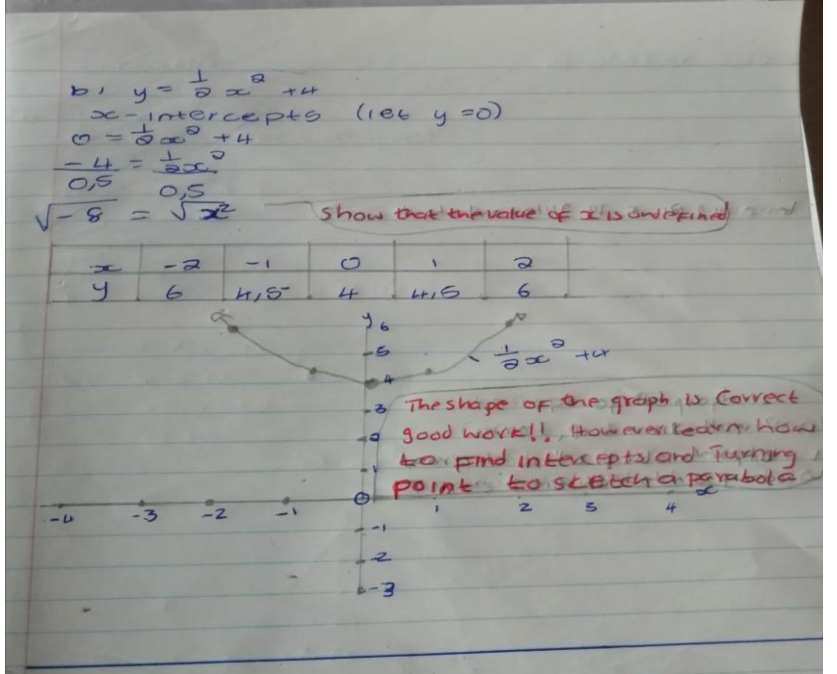 b, y = 1/2 x² + 4
x-intercepts (let y = 0)
0 = 1/2 x² + 4
-4/0,5 = 1/2 x²/0,5
√-8 = √x²
show that the value of x is undefined
x -2 -1 0 1 2
y 6 4,5 4 4,5 6
y 6
5
1/2 x² + 4
4
The shape of the graph is Correct
3
good work!! However learn how
2
to find intercepts and Turning
1
point to sketch a parabola
x
-4 -3 -2 -1 0 1 2 3 4
-1
-2
-3